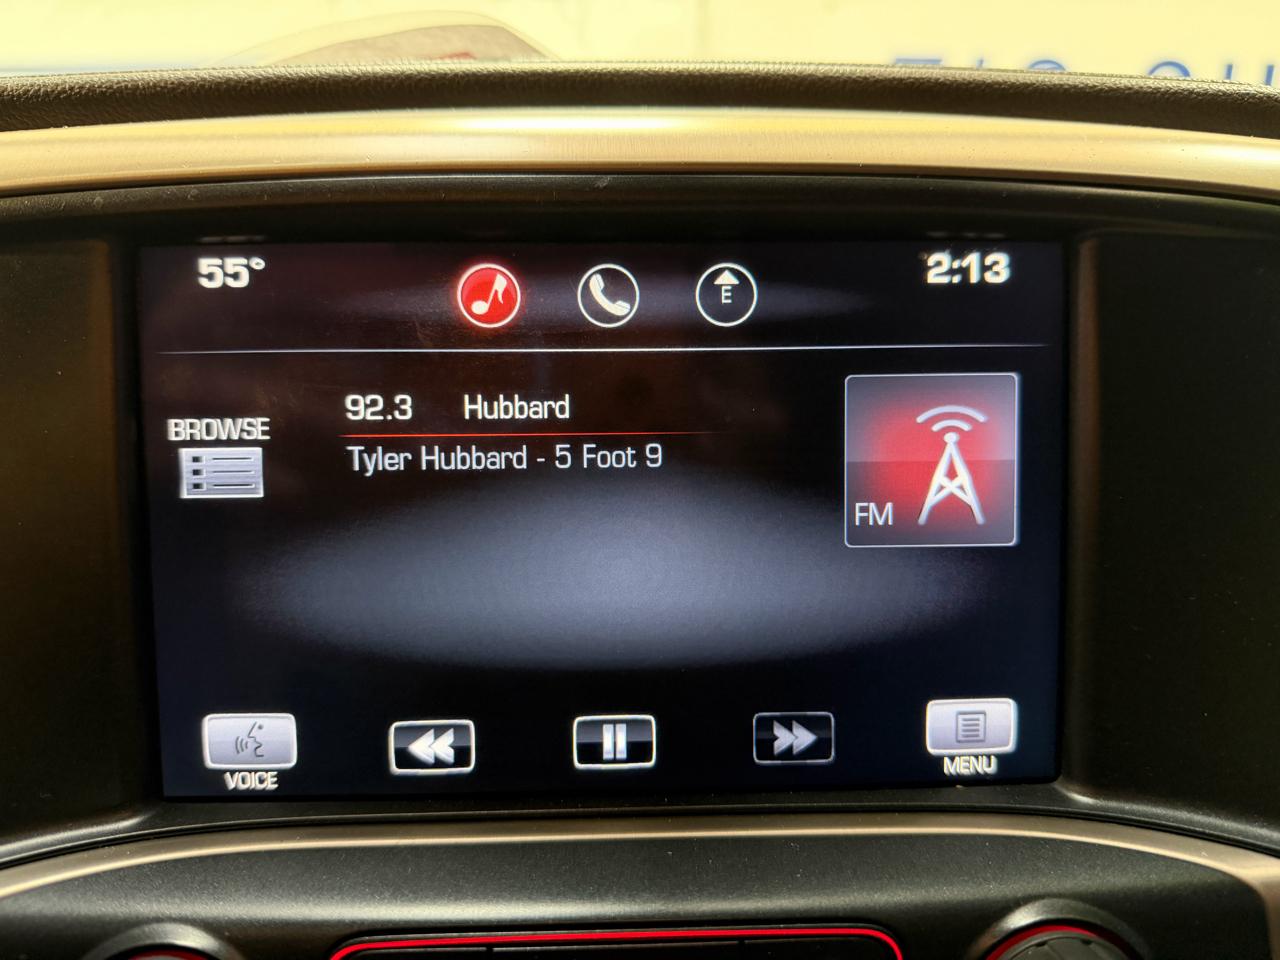 55°
E
2:13
BROWSE
92.3 Hubbard
Tyler Hubbard - 5 Foot 9
FM
VOICE
MENU